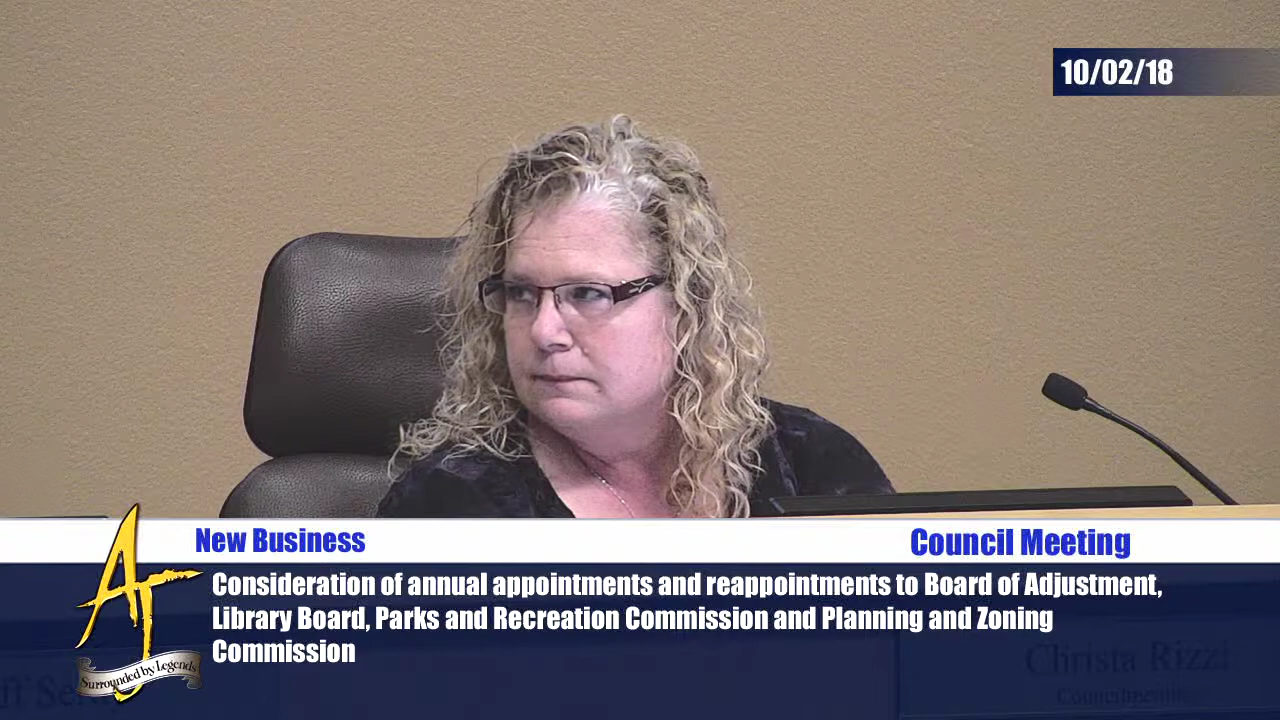 10/02/18
New Business
Council Meeting
Consideration of annual appointments and reappointments to Board of Adjustment,
Library Board, Parks and Recreation Commission and Planning and Zoning
Commission
AJ
Surrounded by Legends
Christa Rizzi